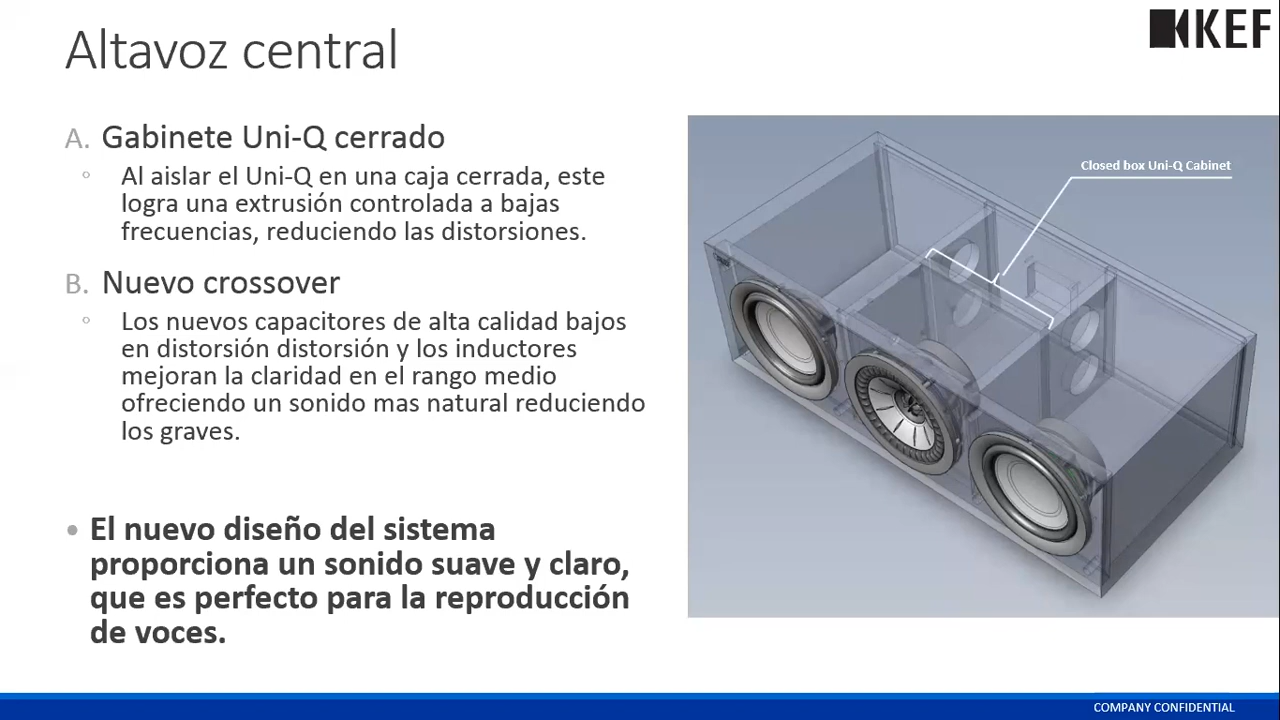 Altavoz central
KEF
A. Gabinete Uni-Q cerrado
◦ Al aislar el Uni-Q en una caja cerrada, este
logra una extrusión controlada a bajas
frecuencias, reduciendo las distorsiones.
B. Nuevo crossover
◦ Los nuevos capacitores de alta calidad bajos
en distorsión distorsión y los inductores
mejoran la claridad en el rango medio
ofreciendo un sonido mas natural reduciendo
los graves.
• El nuevo diseño del sistema
proporciona un sonido suave y claro,
que es perfecto para la reproducción
de voces.
Closed box Uni-Q Cabinet
COMPANY CONFIDENTIAL